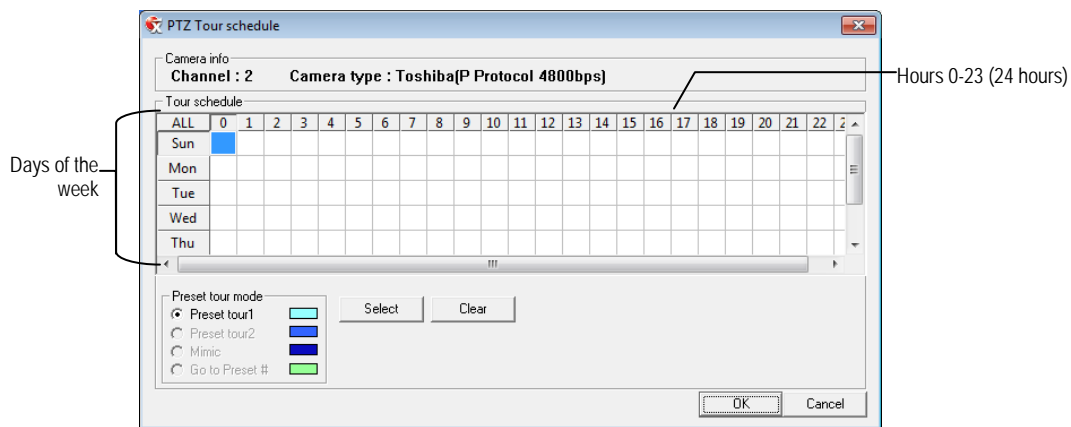 PTZ Tour schedule
Camera info
Channel : 2 Camera type : Toshiba(P Protocol 4800bps)
Hours 0-23 (24 hours)
Tour schedule
ALL 0 1 2 3 4 5 6 7 8 9 10 11 12 13 14 15 16 17 18 19 20 21 22 2
Sun
Days of the
week
Mon
Tue
Wed
Thu
Preset tour mode
Preset tour1
Select Clear
Preset tour2
Mimic
Go to Preset #
OK Cancel